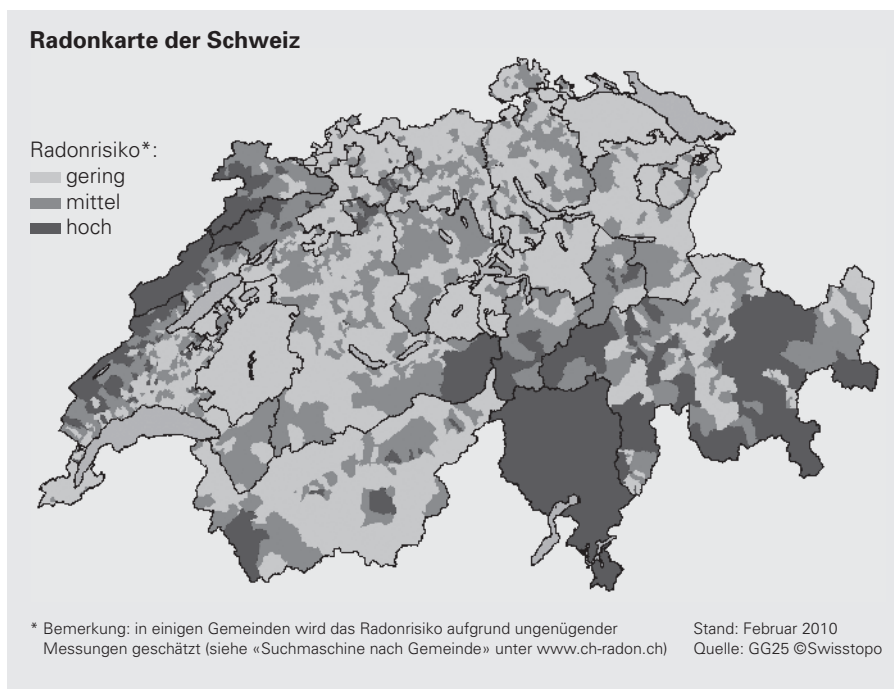 Radonkarte der Schweiz
Radonrisiko*:
gering
mittel
hoch
* Bemerkung: in einigen Gemeinden wird das Radonrisiko aufgrund ungenügender
Messungen geschätzt (siehe «Suchmaschine nach Gemeinde» unter www.ch-radon.ch)
Stand: Februar 2010
Quelle: GG25 ©Swisstopo